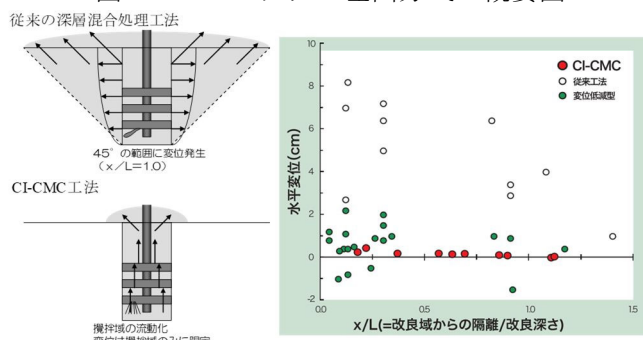 従来の深層混合処理工法
45°の範囲に変位発生
(x/L=1.0)
CI-CMC工法
攪拌域の流動化
CI-CMC
従来工法
変位低減型
水平変位(cm)
10
8
6
4
2
0
-2
0.0
0.5
1.0
1.5
x/L(=改良域からの隔離/改良深さ)